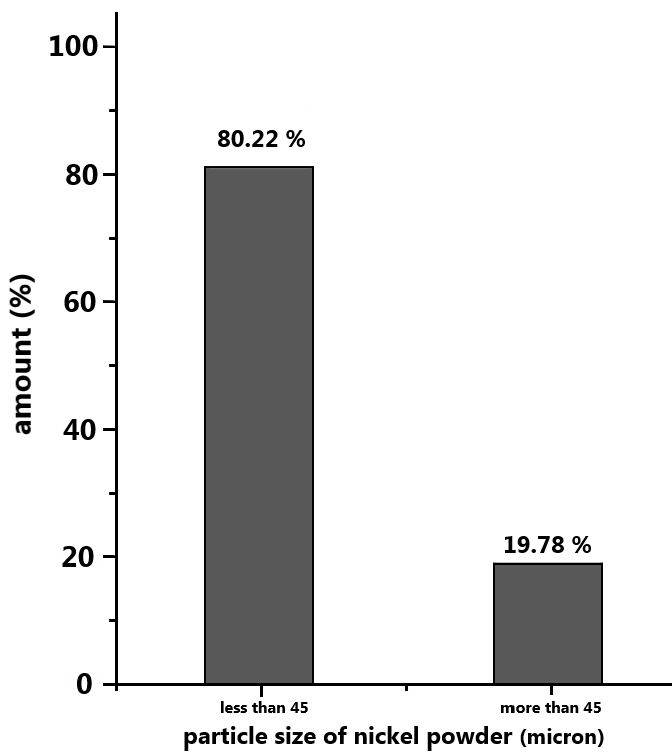 100
80.22 %
80
60
amount (%)
40
19.78 %
20
0
less than 45
more than 45
particle size of nickel powder (micron)